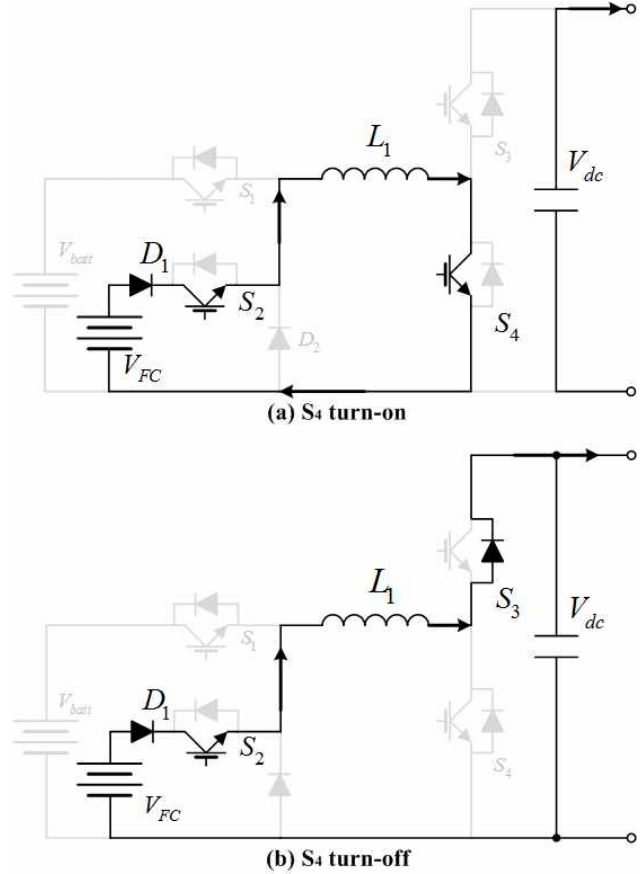 L1
S3
Vdc
S1
Vbatt
D1
S2
S4
D2
VFC
(a) S4 turn-on
S3
L1
Vdc
S1
Vbatt
D1
S2
S4
VFC
(b) S4 turn-off